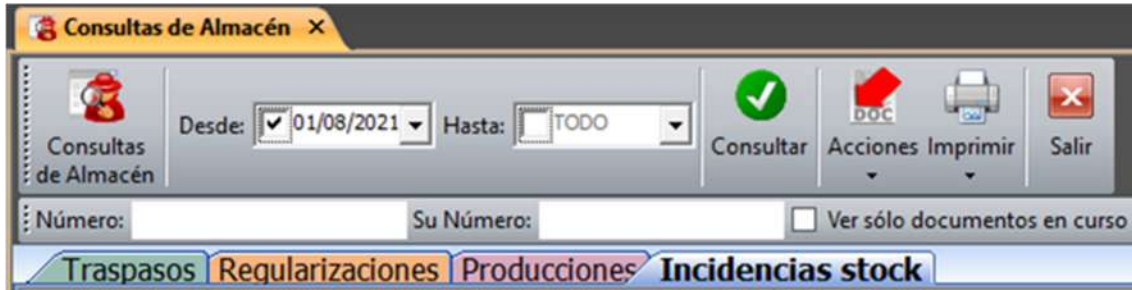 Consultas de Almacén ×
Desde: 01/08/2021 Hasta: TODO
Consultas
de Almacén
Consultar Acciones Imprimir Salir
DOC
Número: Su Número: Ver sólo documentos en curso
Traspasos Regularizaciones Producciones Incidencias stock